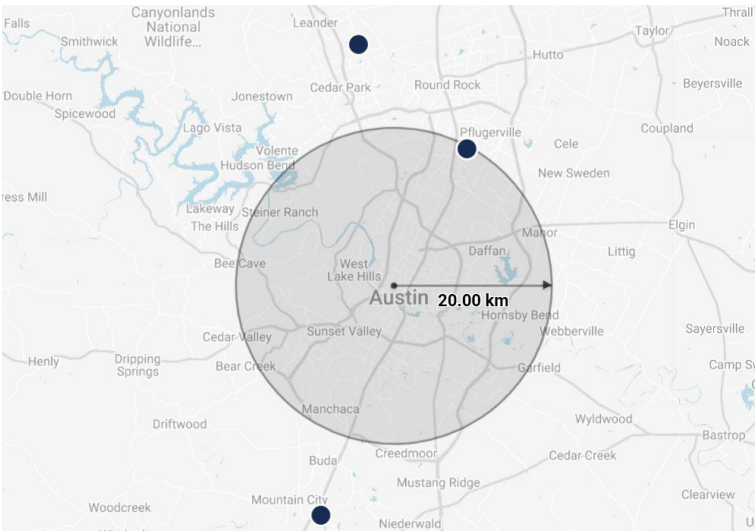 Falls
Canyonlands
National
Wildlife...
Leander
Thrall
Smithwick
Taylor
Noack
Hutto
Double Horn
Jonestown
Cedar Park
Round Rock
Beyersville
Spicewood
Lago Vista
Pflugerville
Coupland
Volente
Cele
Hudson Bend
New Sweden
ress Mill
Lakeway
Steiner Ranch
The Hills
Manor
Elgin
Daffan
Littig
Bee Cave
West
Lake Hills
Austin
20.00 km
Hornsby Bend
Webberville
Sayersville
Cedar Valley
Sunset Valley
Henly
Dripping
Springs
Bear Creek
Garfield
Camp Sw
Manchaca
Driftwood
Wyldwood
Bastrop
Buda
Creedmoor
Cedar Creek
Mustang Ridge
Mountain City
Clearview
Woodcreek
Niederwald